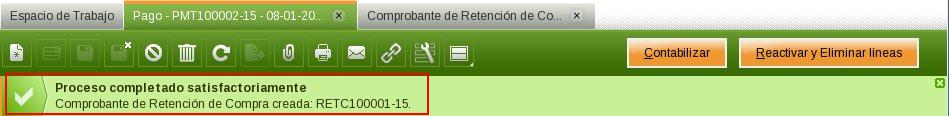 Espacio de Trabajo
Pago - PMT100002-15 - 08-01-20...
Comprobante de Retención de Co...
Contabilizar
Reactivar y Eliminar líneas
Proceso completado satisfactoriamente
Comprobante de Retención de Compra creada: RETC100001-15.